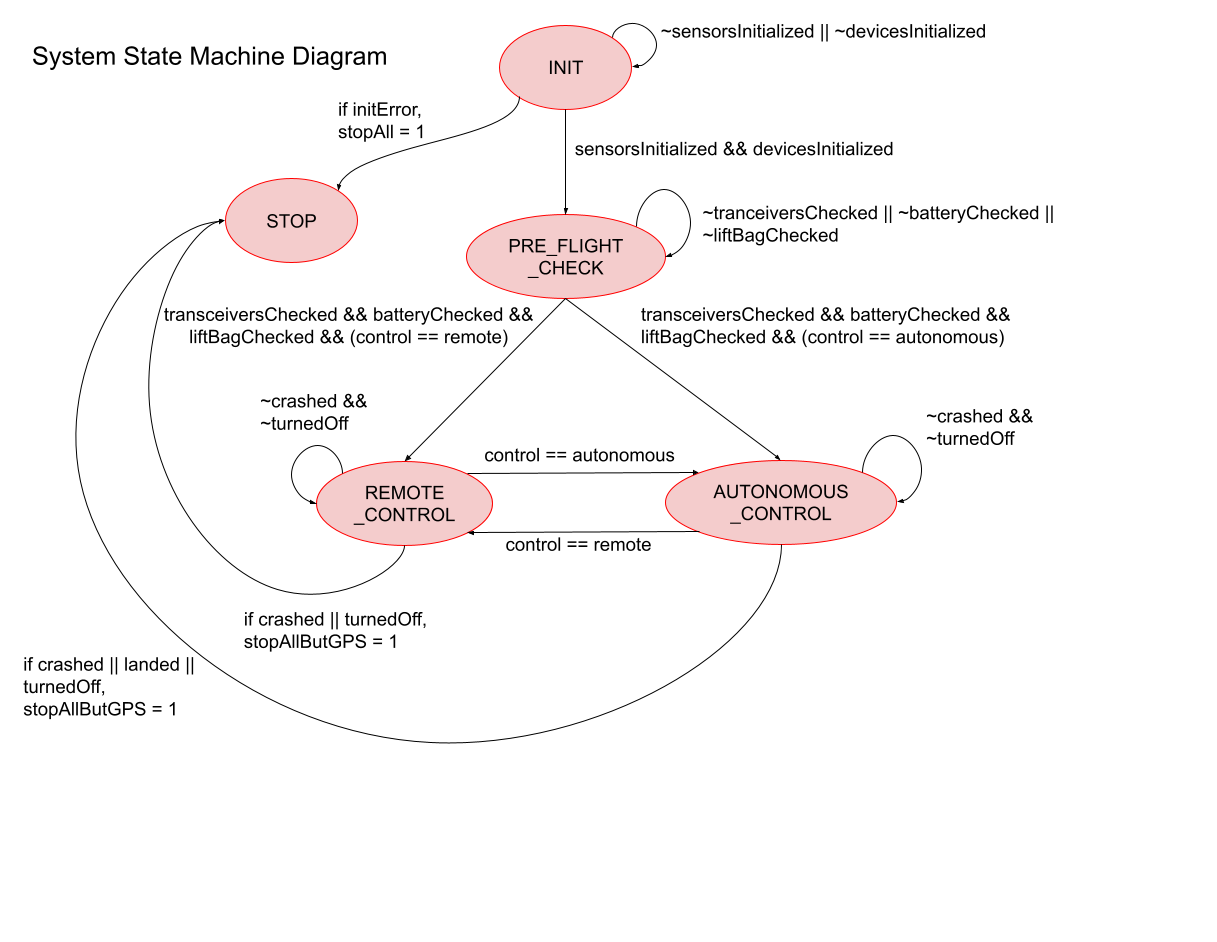 System State Machine Diagram
INIT
~sensorsInitialized || ~devicesInitialized
if initError,
stopAll = 1
sensorsInitialized && devicesInitialized
STOP
~tranceiversChecked || ~batteryChecked ||
~liftBagChecked
PRE_FLIGHT
_CHECK
transceiversChecked && batteryChecked &&
liftBagChecked && (control == remote)
transceiversChecked && batteryChecked &&
liftBagChecked && (control == autonomous)
~crashed &&
~turnedOff
~crashed &&
~turnedOff
control == autonomous
REMOTE
_CONTROL
AUTONOMOUS
_CONTROL
control == remote
if crashed || turnedOff,
stopAllButGPS = 1
if crashed || landed ||
turnedOff,
stopAllButGPS = 1